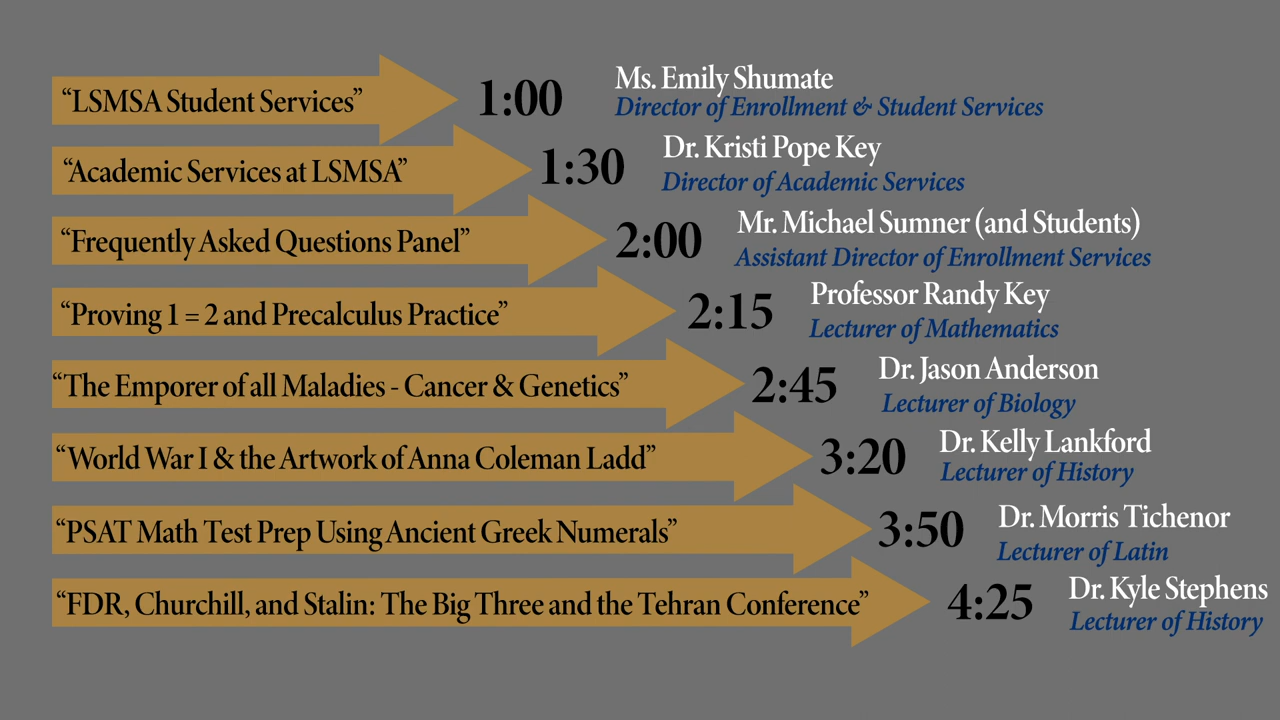 “LSMSA Student Services”
1:00
Ms. Emily Shumate
Director of Enrollment & Student Services
“Academic Services at LSMSA”
1:30
Dr. Kristi Pope Key
Director of Academic Services
“Frequently Asked Questions Panel”
2:00
Mr. Michael Sumner (and Students)
Assistant Director of Enrollment Services
“Proving 1 = 2 and Precalculus Practice”
2:15
Professor Randy Key
Lecturer of Mathematics
“The Emporer of all Maladies - Cancer & Genetics”
2:45
Dr. Jason Anderson
Lecturer of Biology
“World War I & the Artwork of Anna Coleman Ladd”
3:20
Dr. Kelly Lankford
Lecturer of History
“PSAT Math Test Prep Using Ancient Greek Numerals”
3:50
Dr. Morris Tichenor
Lecturer of Latin
“FDR, Churchill, and Stalin: The Big Three and the Tehran Conference”
4:25
Dr. Kyle Stephens
Lecturer of History